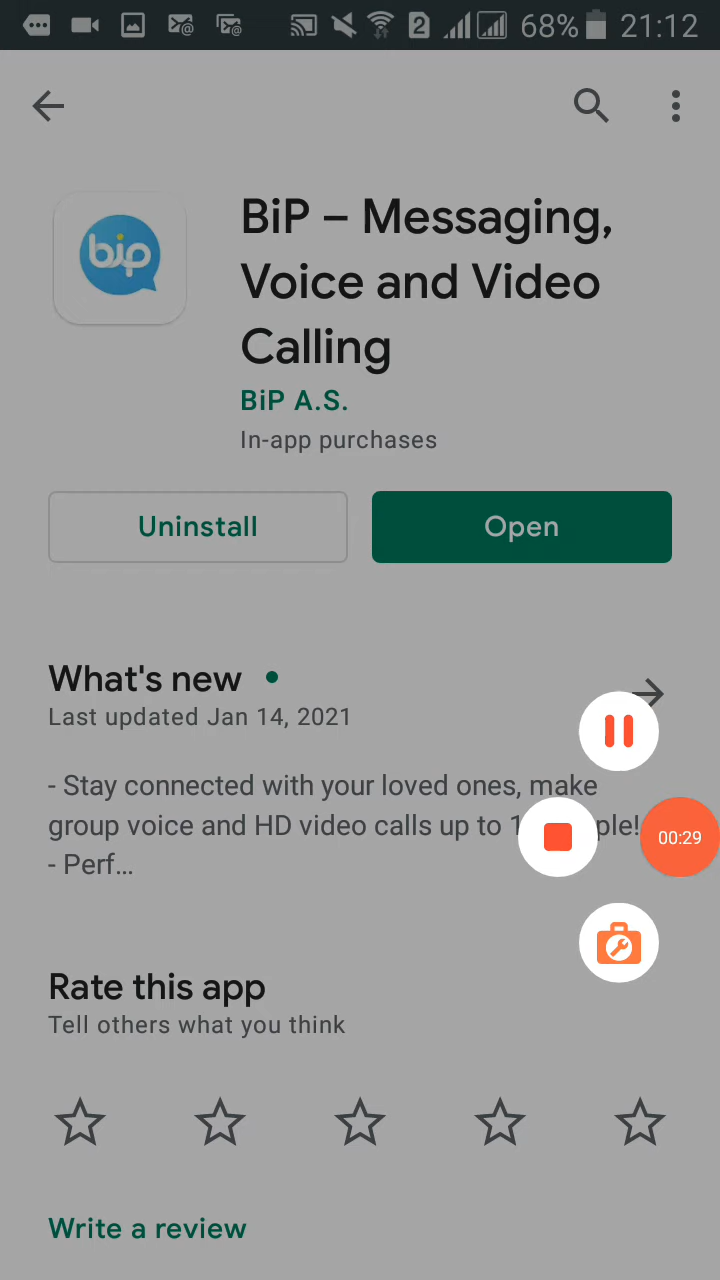 2 68% 21:12
bip
BiP – Messaging,
Voice and Video
Calling
BiP A.S.
In-app purchases
Uninstall
Open
What's new
Last updated Jan 14, 2021
- Stay connected with your loved ones, make
group voice and HD video calls up to
00:29
- Perf...
Rate this app
Tell others what you think
Write a review